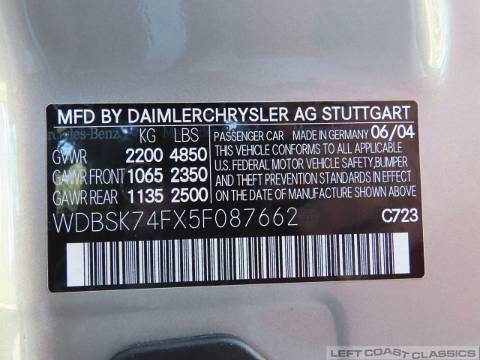 MFD BY DAIMLERCHRYSLER AG STUTTGART
KG LBS PASSENGER CAR MADE IN GERMANY 06/04
GVWR 2200 4850 THIS VEHICLE CONFORMS TO ALL APPLICABLE
GAWR FRONT 1065 2350 U.S. FEDERAL MOTOR VEHICLE SAFETY,BUMPER
GAWR REAR 1135 2500 AND THEFT PREVENTION STANDARDS IN EFFECT
ON THE DATE OF MANUFACTURE SHOWN ABOVE
WDBSK74FX5F087662 C723
LEFT COAST CLASSICS